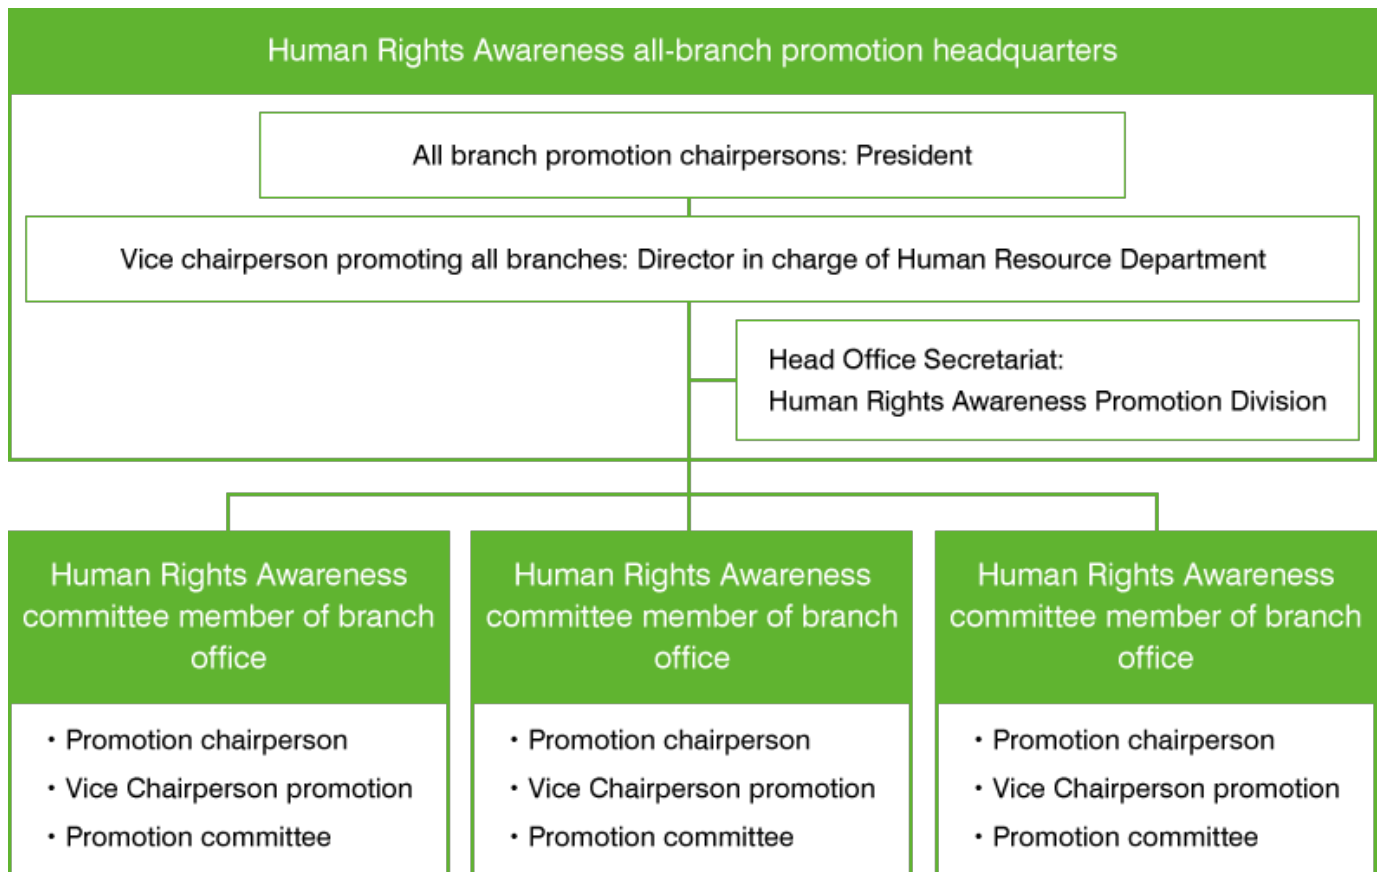 Human Rights Awareness all-branch promotion headquarters
All branch promotion chairpersons: President
Vice chairperson promoting all branches: Director in charge of Human Resource Department
Head Office Secretariat:
Human Rights Awareness Promotion Division
Human Rights Awareness
committee member of branch
office
・Promotion chairperson
・Vice Chairperson promotion
・Promotion committee
Human Rights Awareness
committee member of branch
office
・Promotion chairperson
・Vice Chairperson promotion
・Promotion committee
Human Rights Awareness
committee member of branch
office
・Promotion chairperson
・Vice Chairperson promotion
・Promotion committee